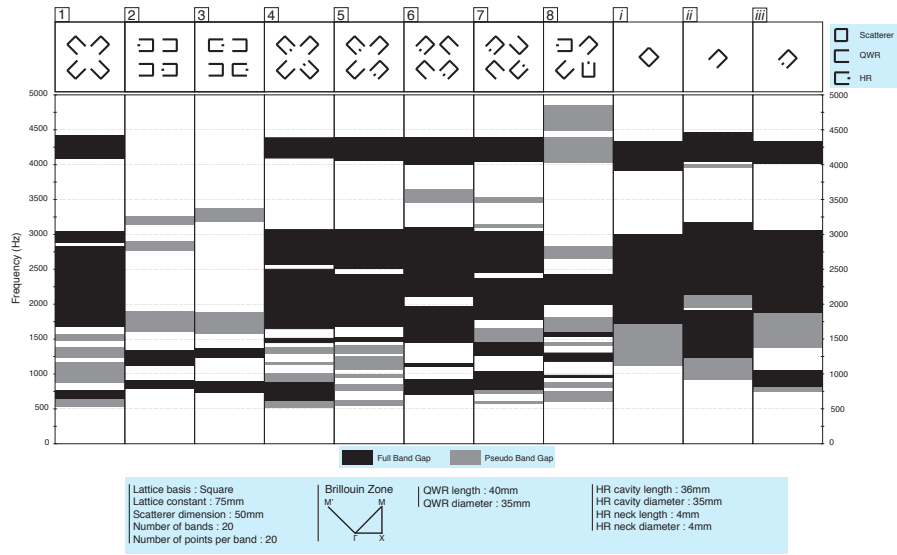 1 2 3 4 5 6 7 8 i ii iii
Scatterer
QWR
HR
5000 5000
4500 4500
4000 4000
3500 3500
3000 3000
2500 2500
2000 2000
1500 1500
1000 1000
500 500
0 0
Frequency (Hz)
Full Band Gap Pseudo Band Gap
Lattice basis : Square
Lattice constant : 75mm
Scatterer dimension : 50mm
Number of bands : 20
Number of points per band : 20
Brillouin Zone
M' M
Γ X
QWR length : 40mm
QWR diameter : 35mm
HR cavity length : 36mm
HR cavity diameter : 35mm
HR neck length : 4mm
HR neck diameter : 4mm